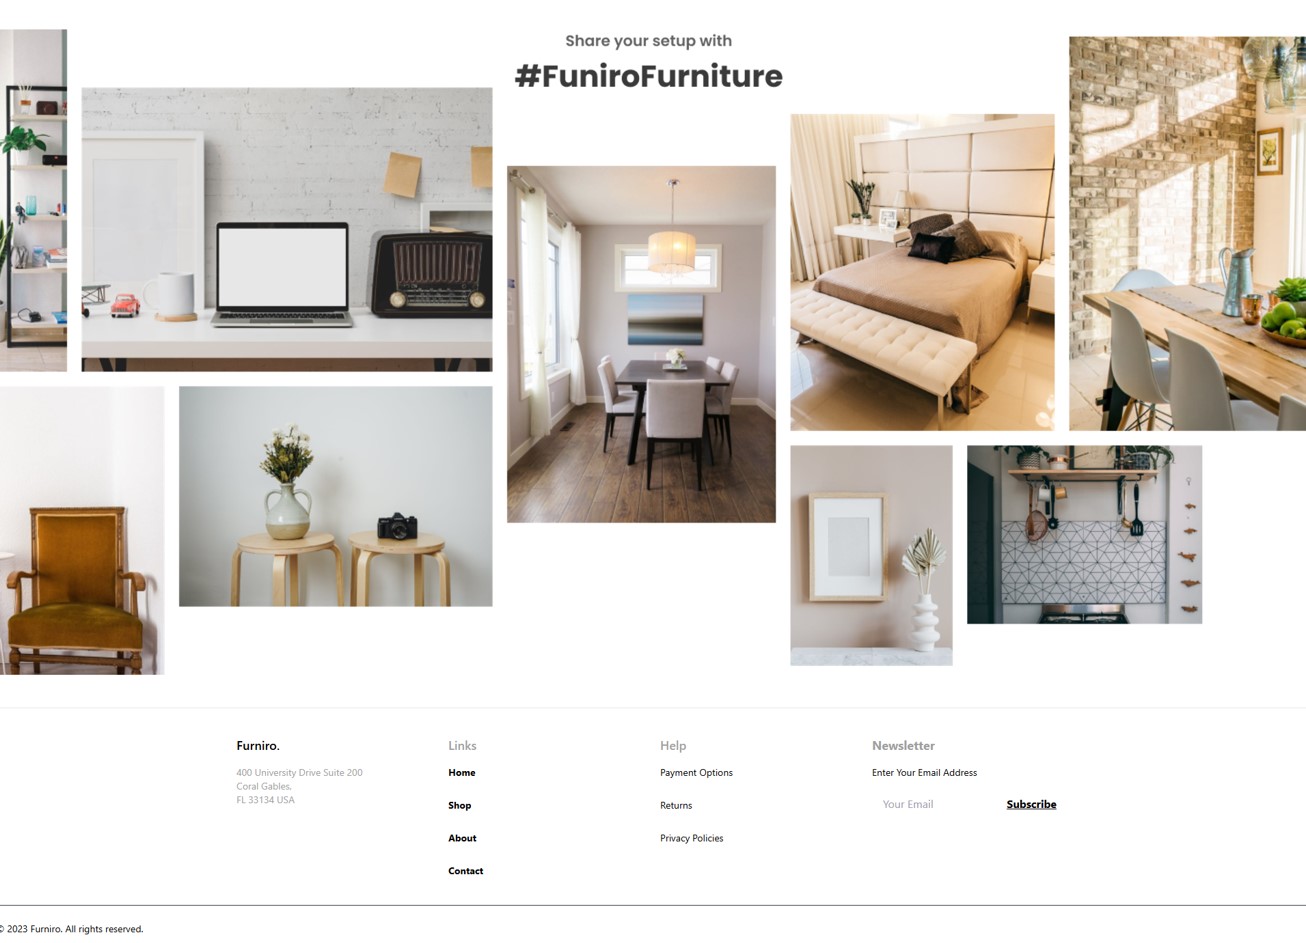 Share your setup with
#FuniroFurniture
Furniro.
400 University Drive Suite 200
Coral Gables,
FL 33134 USA
Links
Home
Shop
About
Contact
Help
Payment Options
Returns
Privacy Policies
Newsletter
Enter Your Email Address
Your Email
Subscribe
© 2023 Furniro. All rights reserved.